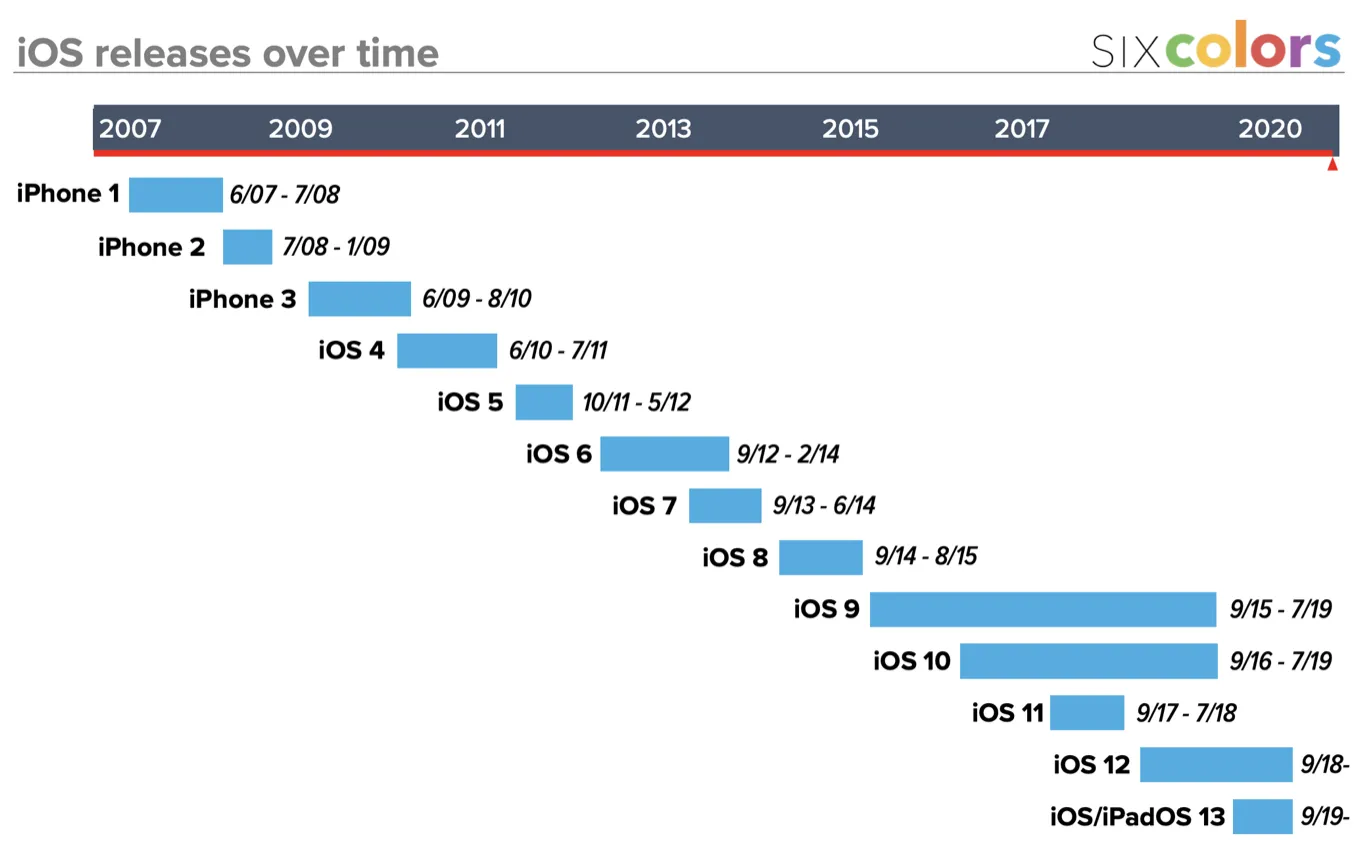 iOS releases over time
sixcolors
2007 2009 2011 2013 2015 2017 2020
iPhone 1 6/07 - 7/08
iPhone 2 7/08 - 1/09
iPhone 3 6/09 - 8/10
iOS 4 6/10 - 7/11
iOS 5 10/11 - 5/12
iOS 6 9/12 - 2/14
iOS 7 9/13 - 6/14
iOS 8 9/14 - 8/15
iOS 9 9/15 - 7/19
iOS 10 9/16 - 7/19
iOS 11 9/17 - 7/18
iOS 12 9/18-
iOS/iPadOS 13 9/19-